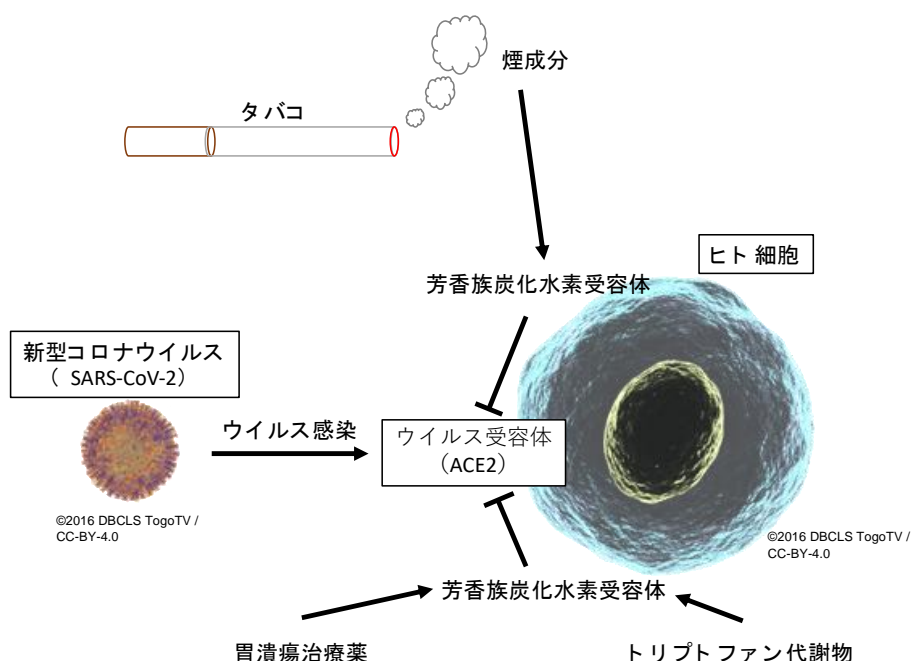 煙成分
タバコ
ヒト細胞
芳香族炭化水素受容体
新型コロナウイルス
（SARS-CoV-2）
ウイルス感染
ウイルス受容体
（ACE2）
©2016 DBCLS TogoTV /
CC-BY-4.0
©2016 DBCLS TogoTV /
CC-BY-4.0
芳香族炭化水素受容体
胃潰瘍治療薬
トリプトファン代謝物